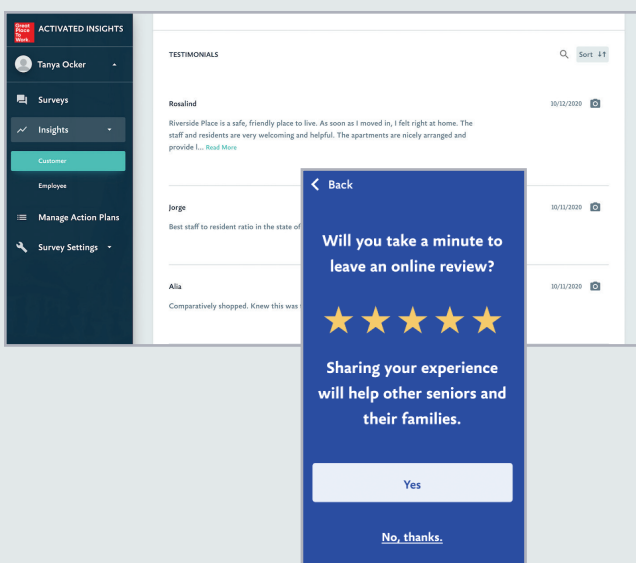 Great
Place
To
Work.
ACTIVATED INSIGHTS
Tanya Ocker
Surveys
Insights
Customer
Employee
Manage Action Plans
Survey Settings
TESTIMONIALS
Sort
Rosalind
10/12/2020
Riverside Place is a safe, friendly place to live. As soon as I moved in, I felt right at home. The
staff and residents are very welcoming and helpful. The apartments are nicely arranged and
provide l... Read More
Jorge
10/11/2020
Best staff to resident ratio in the state of
Alia
10/11/2020
Comparatively shopped. Knew this was
Back
Will you take a minute to
leave an online review?
Sharing your experience
will help other seniors and
their families.
Yes
No, thanks.